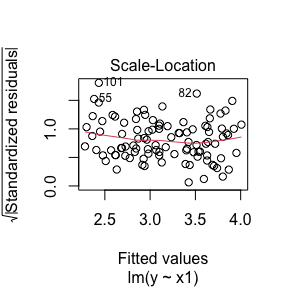 Scale-Location
√|Standardized residuals|
101
55
82
1.0
0.0
2.5 3.0 3.5 4.0
Fitted values
lm(y ~ x1)